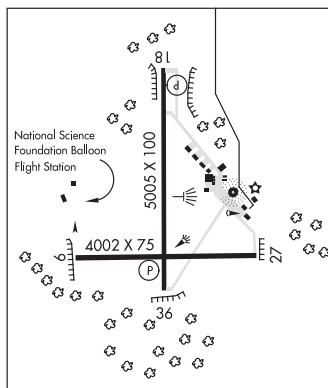 18
P
National Science
Foundation Balloon
Flight Station
5005 X 100
9
4002 X 75
27
P
36